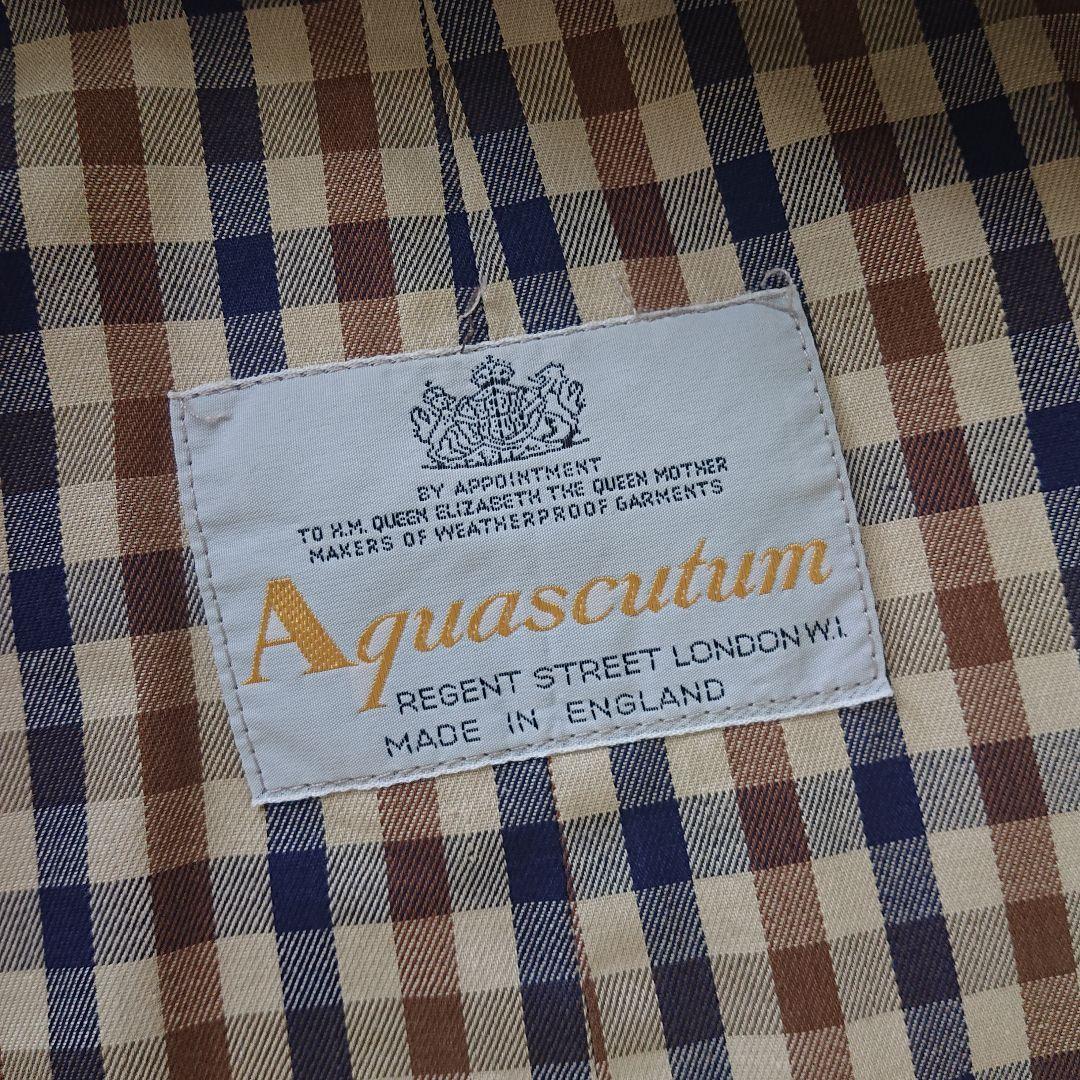 BY APPOINTMENT
TO H.M. QUEEN ELIZABETH THE QUEEN MOTHER
MAKERS OF WEATHERPROOF GARMENTS
Aquascutum
REGENT STREET LONDON W.1.
MADE IN ENGLAND